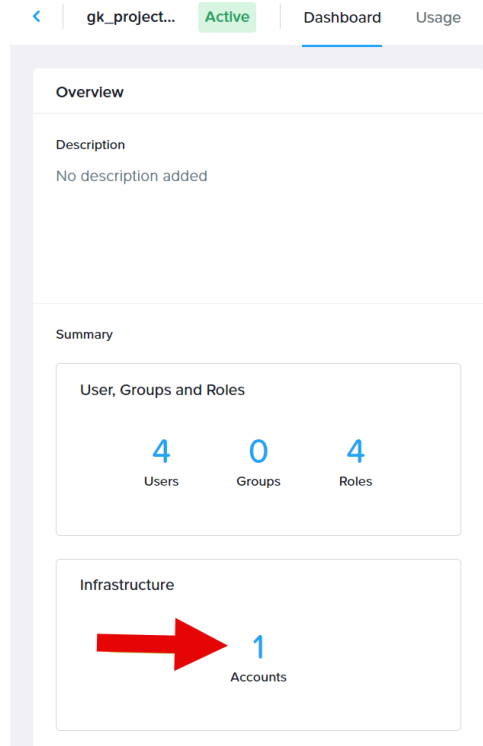 gk_project... Active Dashboard Usage
Overview
Description
No description added
Summary
User, Groups and Roles
4 0 4
Users Groups Roles
Infrastructure
1
Accounts